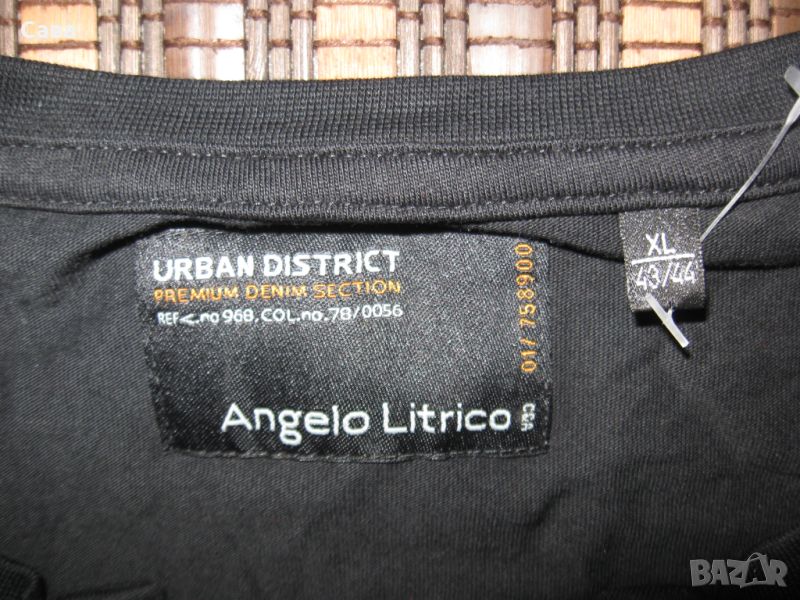 Cabz
URBAN DISTRICT
PREMIUM DENIM SECTION
REF<.no 968. COL.no.78/0056
01/ 758900
Angelo Litrico
C&A
XL
43/44
BAZAR